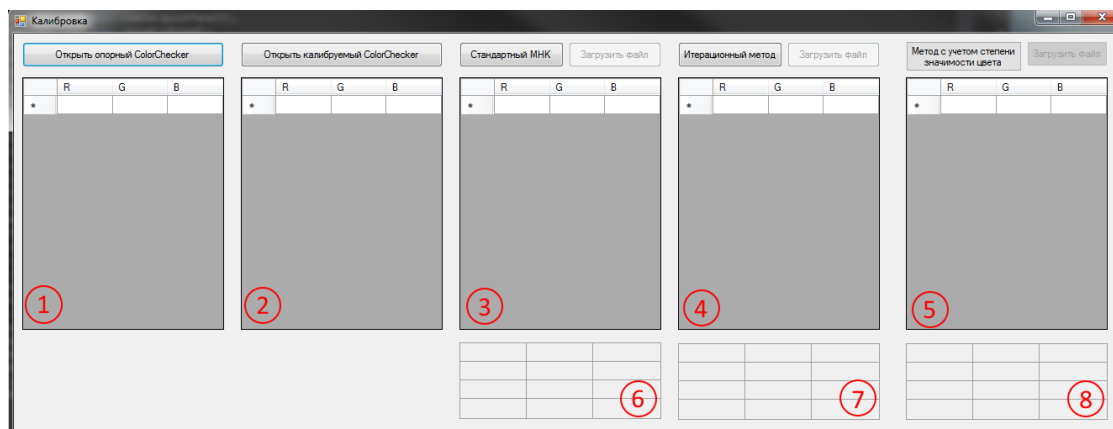 Калибровка
Открыть опорный ColorChecker
Открыть калибруемый ColorChecker
Стандартный МНК
Загрузить файл
Итерационный метод
Загрузить файл
Метод с учетом степени
значимости цвета
Загрузить файл
R G B
R G B
R G B
R G B
R G B
*
*
*
*
*
1
2
3
4
5
6
7
8